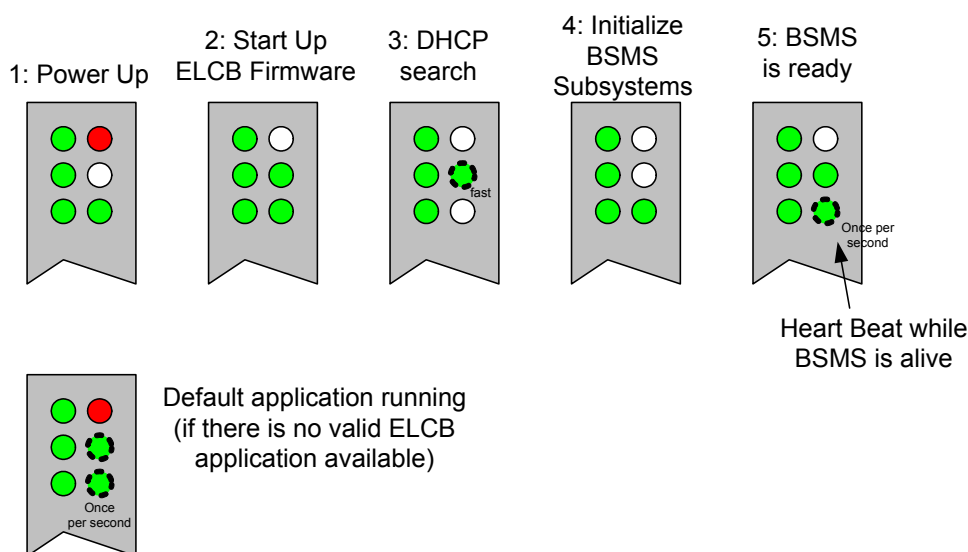 1: Power Up
2: Start Up
ELCB Firmware
3: DHCP
search
4: Initialize
BSMS
Subsystems
5: BSMS
is ready
fast
Once per
second
Heart Beat while
BSMS is alive
Default application running
(if there is no valid ELCB
application available)
Once
per second